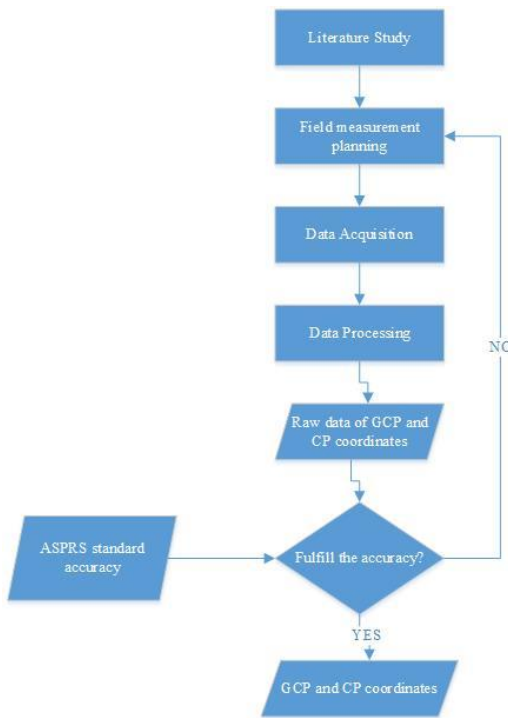 Literature Study
Field measurement
planning
Data Acquisition
Data Processing
NO
Raw data of GCP and
CP coordinates
ASPRS standard
accuracy
Fulfill the accuracy?
YES
GCP and CP coordinates